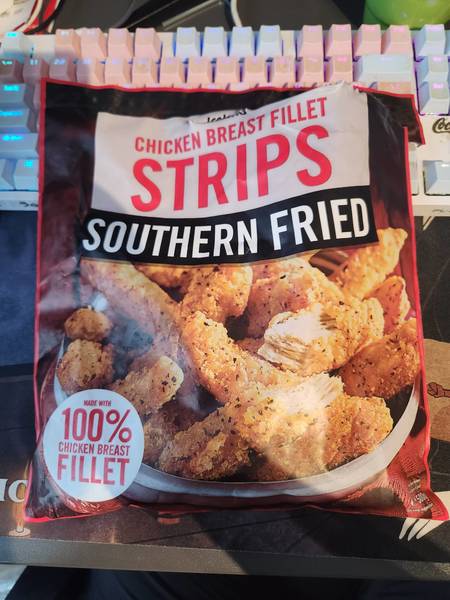 CHICKEN BREAST FILLET
STRIPS
SOUTHERN FRIED
MADE WITH
100%
CHICKEN BREAST
FILLET